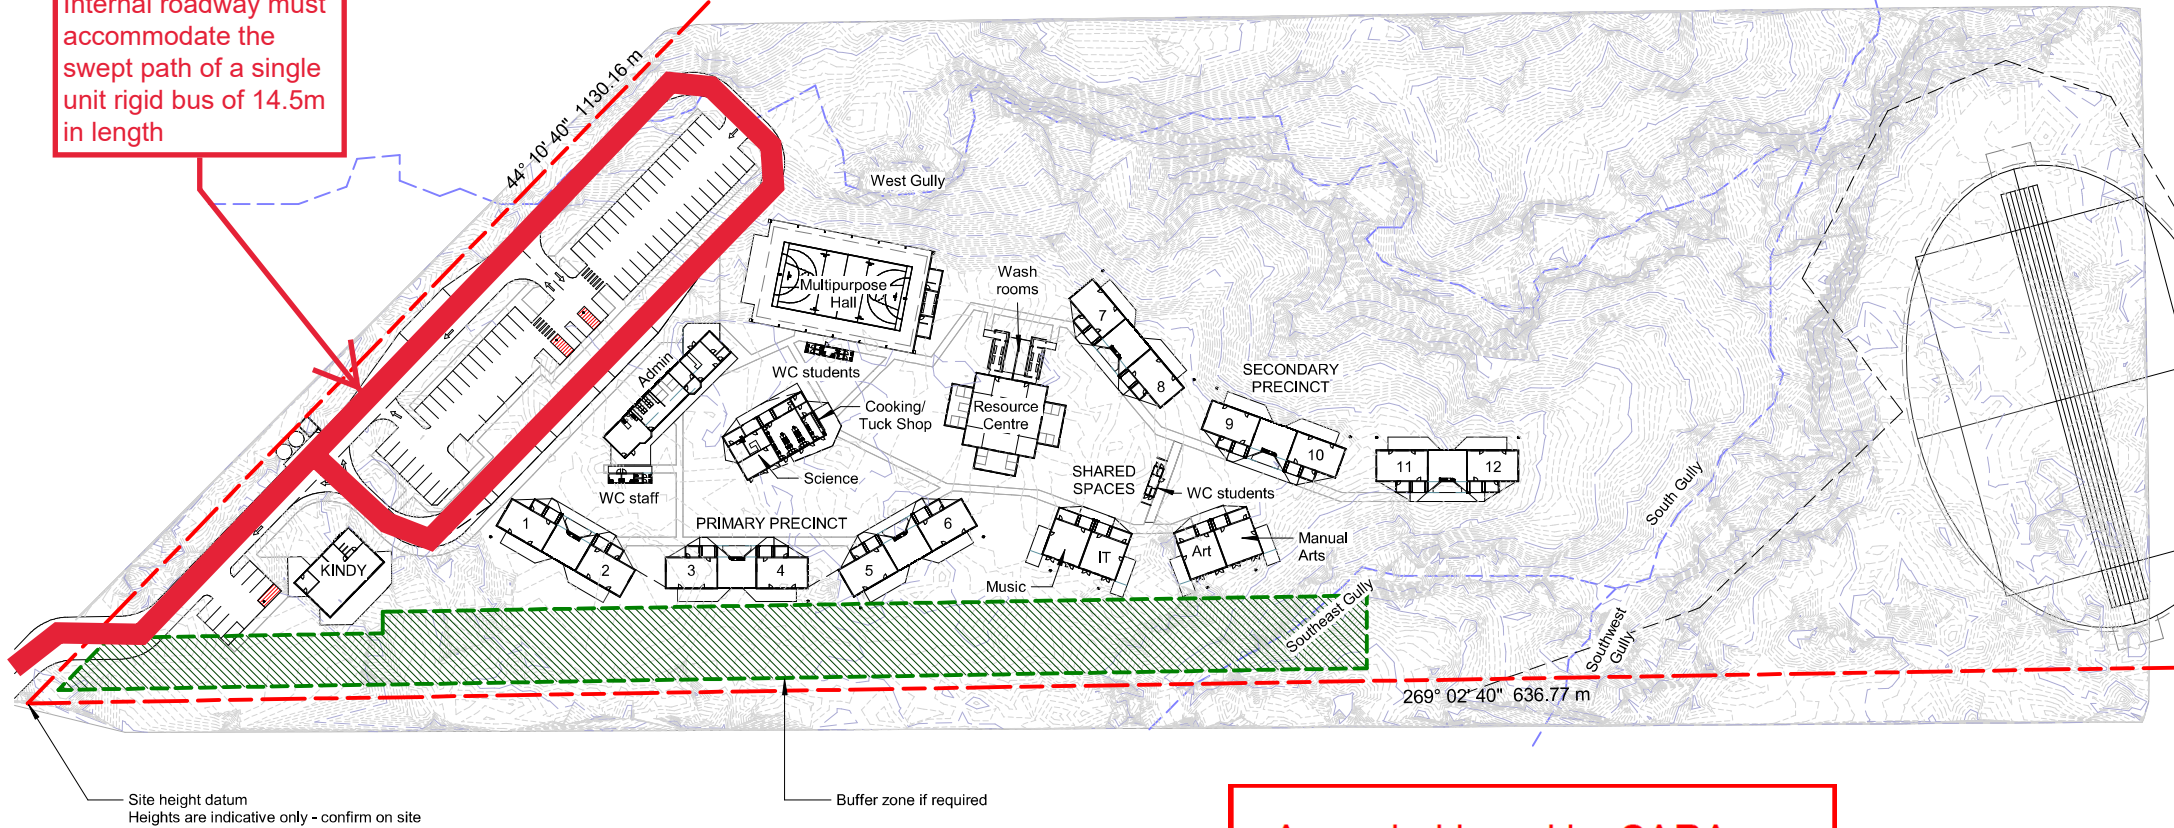 Internal roadway must
accommodate the
swept path of a single
unit rigid bus of 14.5m
in length
44° 10' 40" 1130.16 m
West Gully
Multipurpose
Hall
Wash
rooms
7
8
SECONDARY
PRECINCT
Admin
WC students
Cooking/
Tuck Shop
Resource
Centre
9
10
11
12
Science
SHARED
SPACES
WC students
WC staff
South Gully
PRIMARY PRECINCT
1
2
3
4
5
6
KINDY
Music
IT
Art
Manual
Arts
Southeast Gully
Southwest
Gully
269° 02' 40" 636.77 m
Site height datum
Heights are indicative only - confirm on site
Buffer zone if required